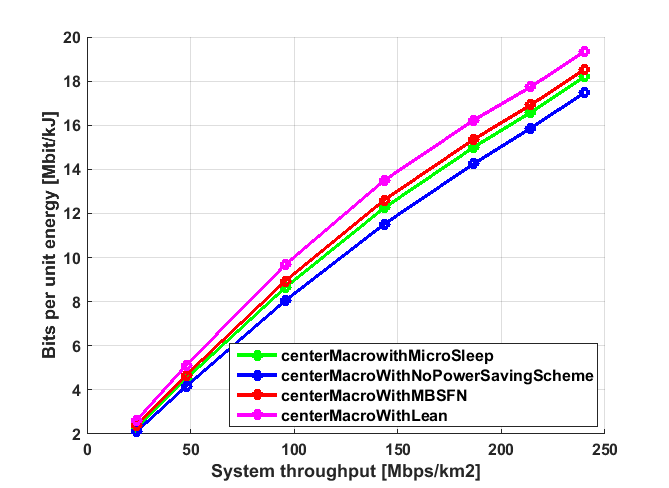 Bits per unit energy [Mbit/kJ]
20
18
16
14
12
10
8
6
4
2
centerMacrowithMicroSleep
centerMacroWithNoPowerSavingScheme
centerMacroWithMBSFN
centerMacroWithLean
0 50 100 150 200 250
System throughput [Mbps/km2]